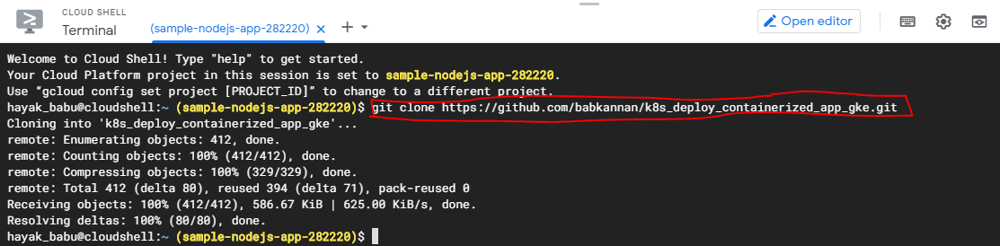 CLOUD SHELL
Terminal
(sample-nodejs-app-282220)
Open editor
Welcome to Cloud Shell! Type "help" to get started.
Your Cloud Platform project in this session is set to sample-nodejs-app-282220.
Use "gcloud config set project [PROJECT_ID]" to change to a different project.
hayak_babu@cloudshell:~ (sample-nodejs-app-282220)$ git clone https://github.com/babkannan/k8s_deploy_containerized_app_gke.git
Cloning into 'k8s_deploy_containerized_app_gke'...
remote: Enumerating objects: 412, done.
remote: Counting objects: 100% (412/412), done.
remote: Compressing objects: 100% (329/329), done.
remote: Total 412 (delta 80), reused 394 (delta 71), pack-reused 0
Receiving objects: 100% (412/412), 586.67 KiB | 625.00 KiB/s, done.
Resolving deltas: 100% (80/80), done.
hayak_babu@cloudshell:~ (sample-nodejs-app-282220)$